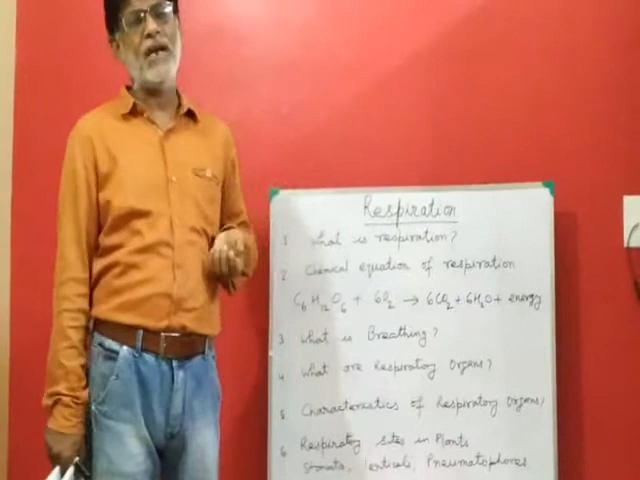 Respiration
1 What is respiration?
2 Chemical equation of respiration
C6H12O6 + 6O2 → 6CO2 + 6H2O + energy
3 What is Breathing?
4 What are Respiratory Organs?
5 Characteristics of Respiratory Organs?
6 Respiratory sites in Plants
Stomata, lenticels, Pneumatophores